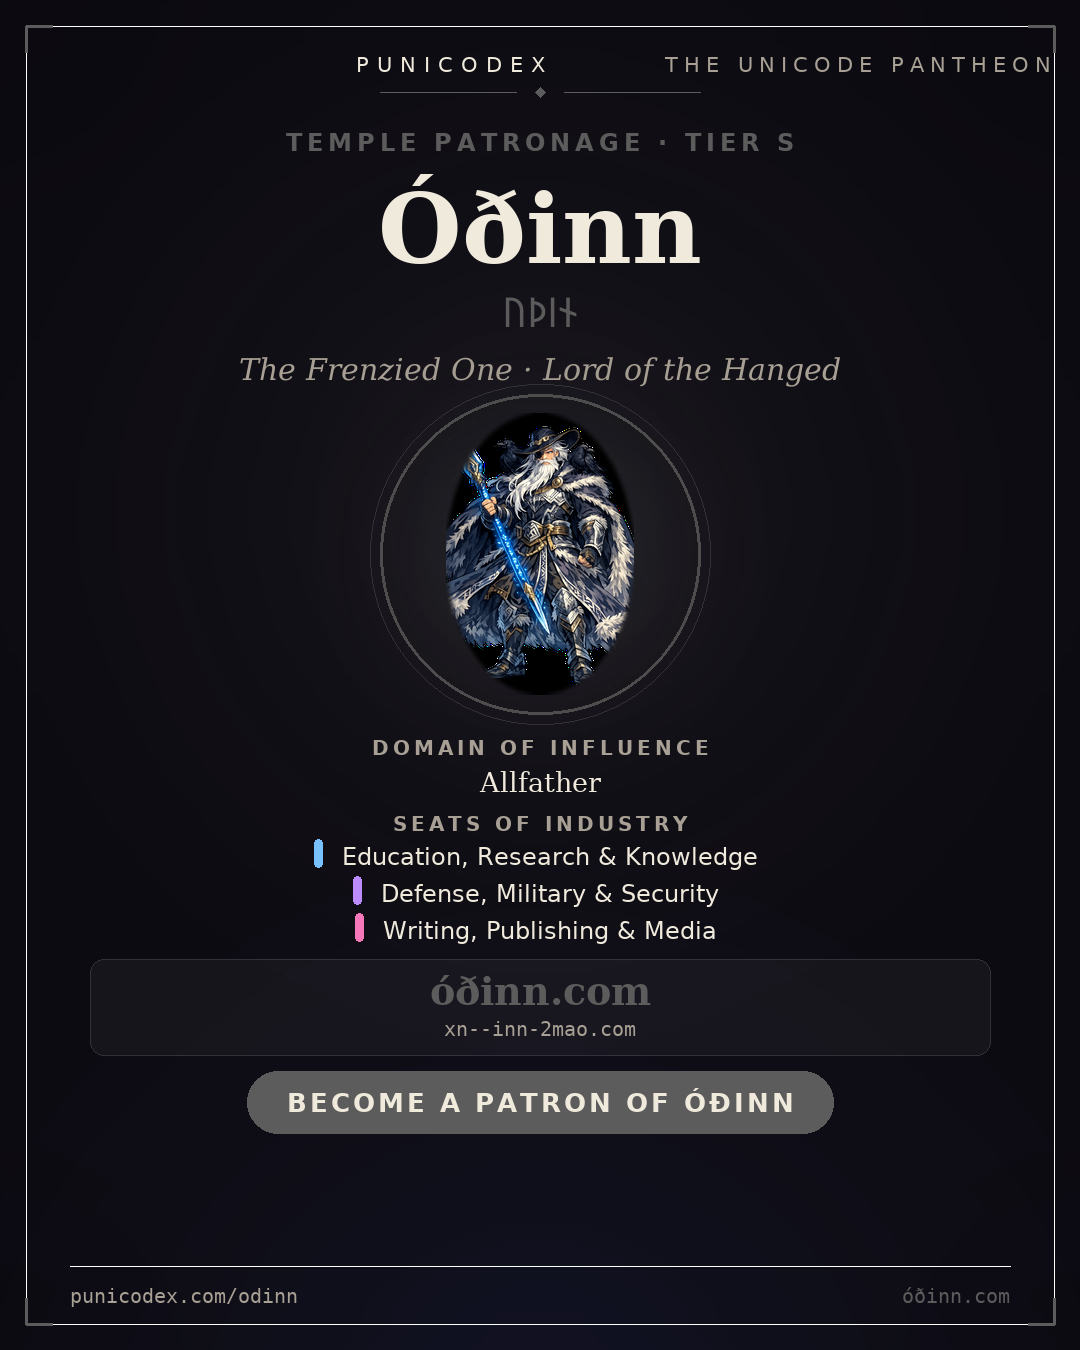 PUNICODEX THE UNICODE PANTHEON
TEMPLE PATRONAGE · TIER S
Óðinn
ᚢᚦᛁᚾ
The Frenzied One · Lord of the Hanged
DOMAIN OF INFLUENCE
Allfather
SEATS OF INDUSTRY
Education, Research & Knowledge
Defense, Military & Security
Writing, Publishing & Media
óðinn.com
xn--inn-2mao.com
BECOME A PATRON OF ÓÐINN
punicodex.com/odinn óðinn.com